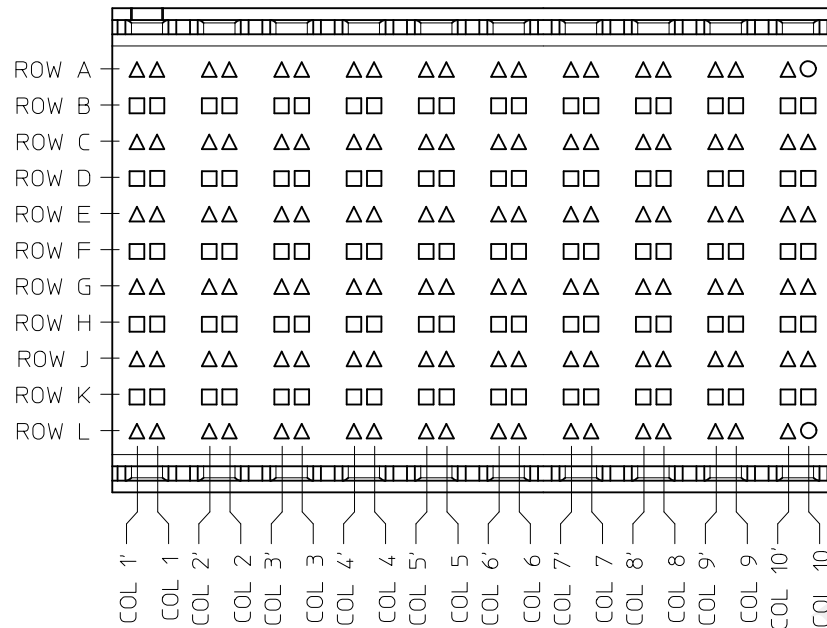 ROW A
ROW B
ROW C
ROW D
ROW E
ROW F
ROW G
ROW H
ROW J
ROW K
ROW L
COL 1'
COL 1
COL 2'
COL 2
COL 3'
COL 3
COL 4'
COL 4
COL 5'
COL 5
COL 6'
COL 6
COL 7'
COL 7
COL 8'
COL 8
COL 9'
COL 9
COL 10'
COL 10